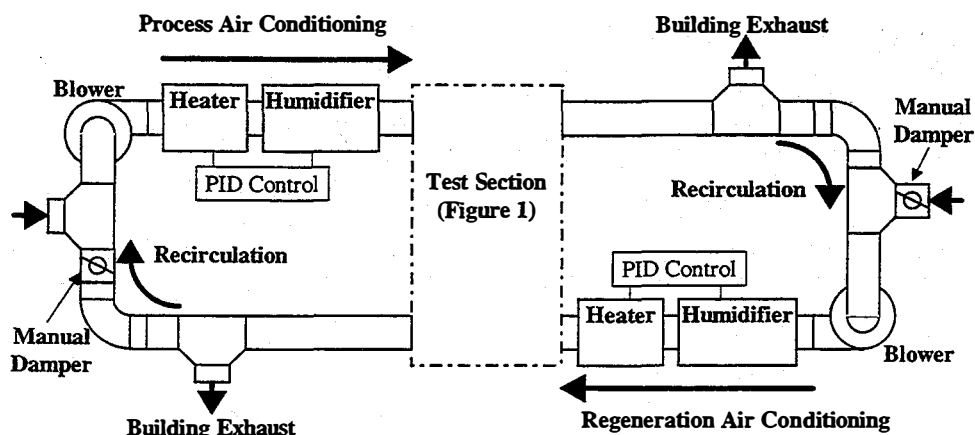 Process Air Conditioning
Building Exhaust
Blower
Heater
Humidifier
Manual
Damper
PID Control
Test Section
(Figure 1)
Recirculation
Recirculation
PID Control
Manual
Damper
Heater
Humidifier
Blower
Building Exhaust
Regeneration Air Conditioning